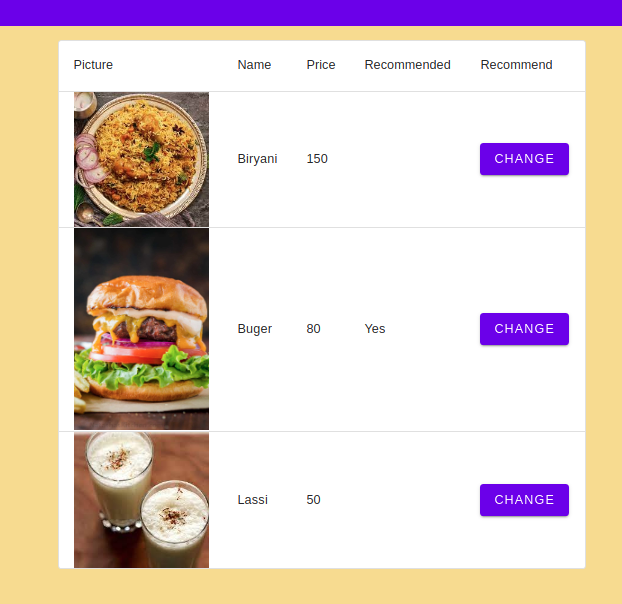 Picture Name Price Recommended Recommend
Biryani 150 CHANGE
Buger 80 Yes CHANGE
Lassi 50 CHANGE